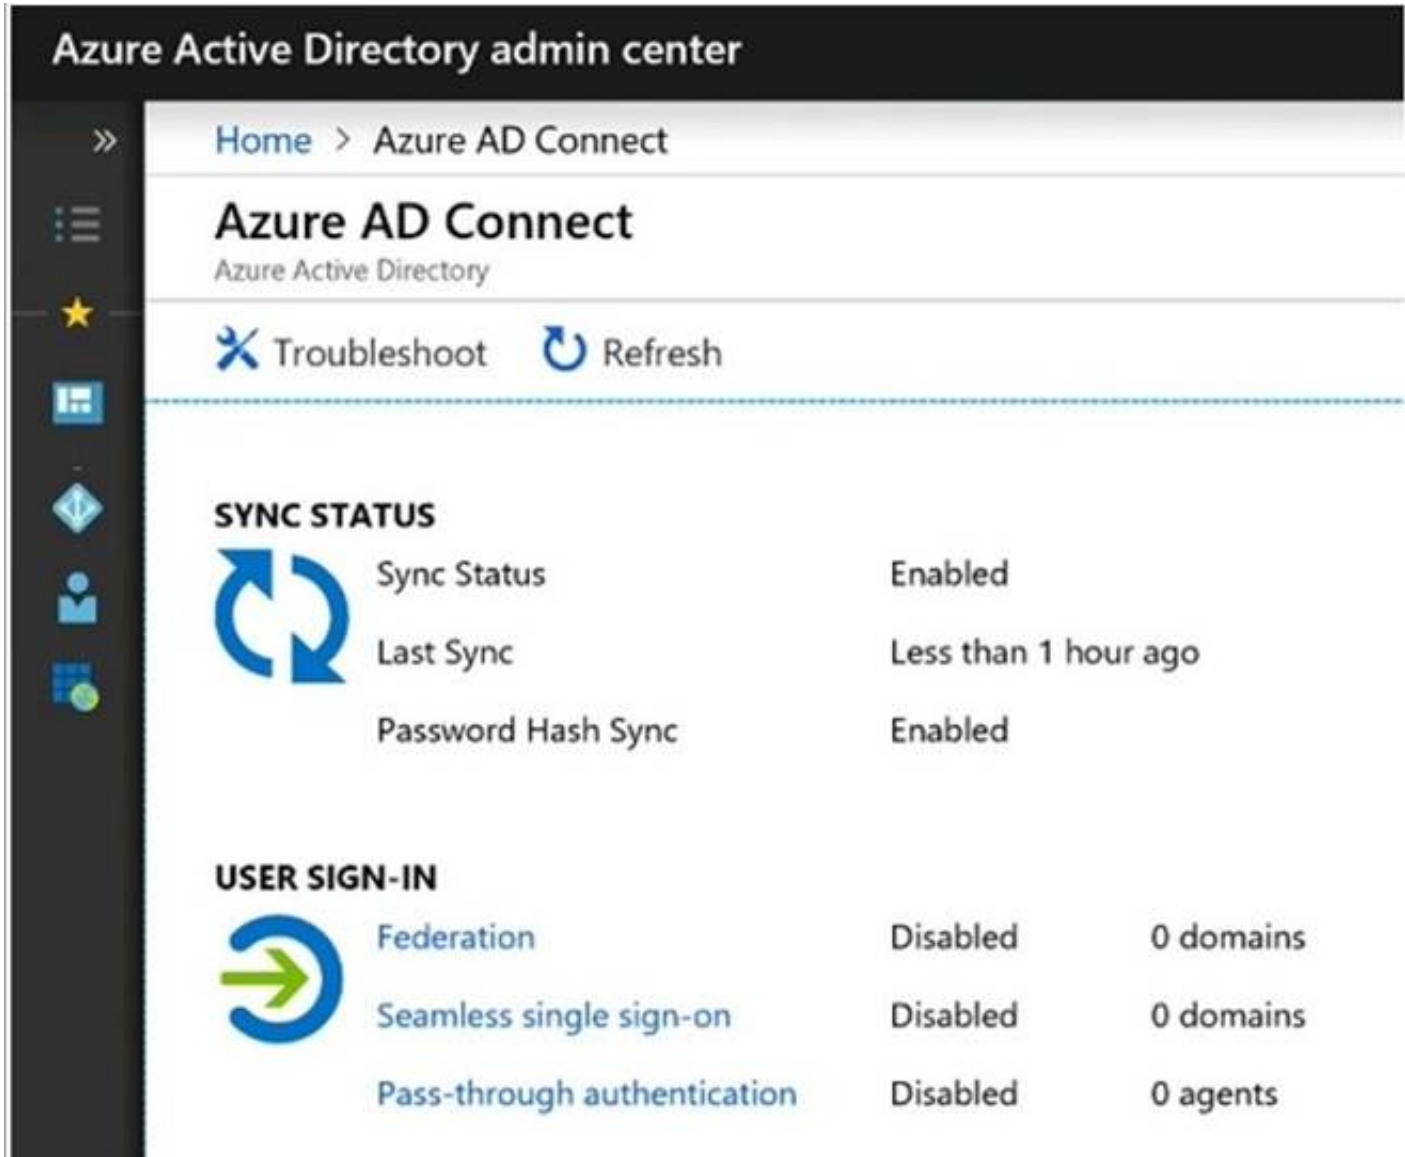 Azure Active Directory admin center
Home > Azure AD Connect
Azure AD Connect
Azure Active Directory
Troubleshoot Refresh
SYNC STATUS
Sync Status Enabled
Last Sync Less than 1 hour ago
Password Hash Sync Enabled
USER SIGN-IN
Federation Disabled 0 domains
Seamless single sign-on Disabled 0 domains
Pass-through authentication Disabled 0 agents